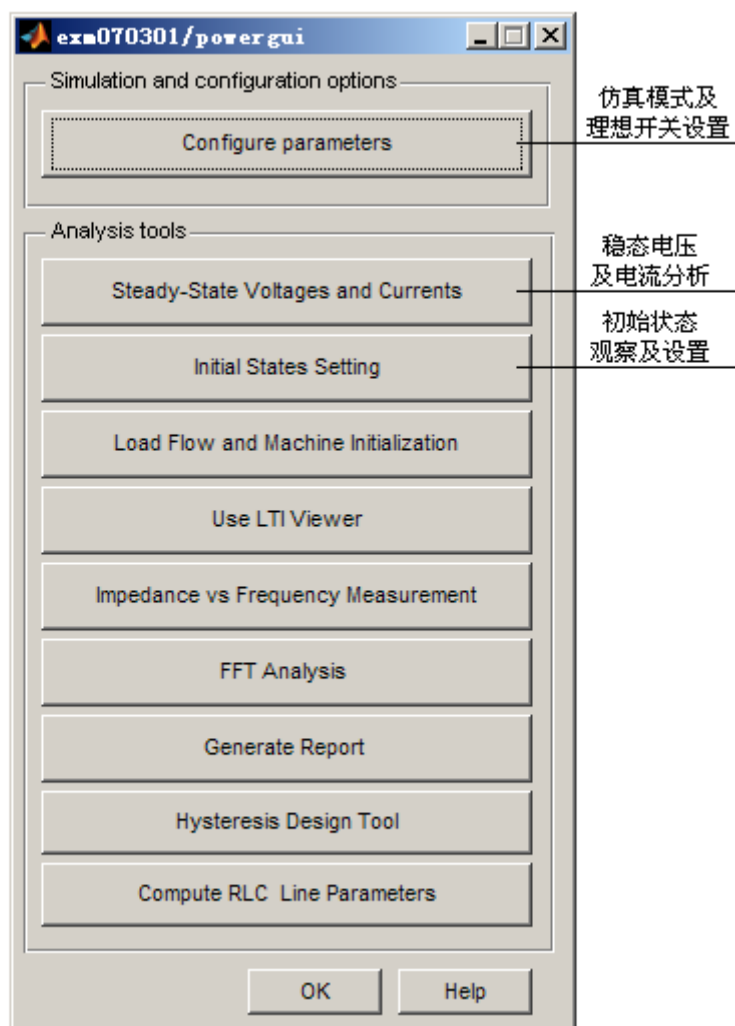 exm070301/powergui
Simulation and configuration options
Configure parameters
仿真模式及
理想开关设置
Analysis tools
Steady-State Voltages and Currents
稳态电压
及电流分析
Initial States Setting
初始状态
观察及设置
Load Flow and Machine Initialization
Use LTI Viewer
Impedance vs Frequency Measurement
FFT Analysis
Generate Report
Hysteresis Design Tool
Compute RLC Line Parameters
OK
Help